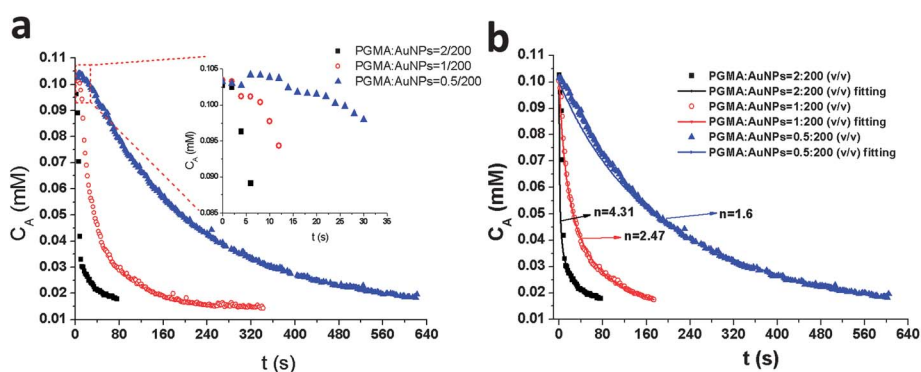 a
C_A (mM)
0.11
0.10
0.09
0.08
0.07
0.06
0.05
0.04
0.03
0.02
0.01
0.00
0 80 160 240 320 400 480 560 640
t (s)
PGMA:AuNPs=2/200
PGMA:AuNPs=1/200
PGMA:AuNPs=0.5/200
C_A (mM)
0.105
0.100
0.095
0.090
0.085
0 5 10 15 20 25 30 35
t (s)
b
C_A (mM)
0.11
0.10
0.09
0.08
0.07
0.06
0.05
0.04
0.03
0.02
0.01
0.00
0 80 160 240 320 400 480 560 640
t (s)
PGMA:AuNPs=2:200 (v/v)
PGMA:AuNPs=2:200 (v/v) fitting
PGMA:AuNPs=1:200 (v/v)
PGMA:AuNPs=1:200 (v/v) fitting
PGMA:AuNPs=0.5:200 (v/v)
PGMA:AuNPs=0.5:200 (v/v) fitting
n=4.31
n=1.6
n=2.47